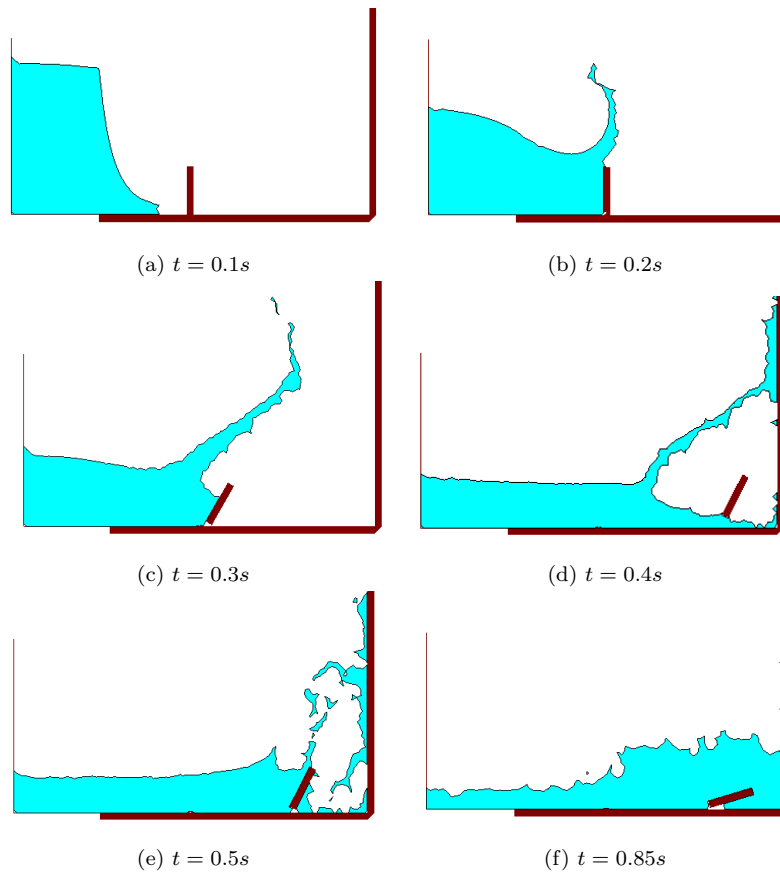 (a) t = 0.1s
(b) t = 0.2s
(c) t = 0.3s
(d) t = 0.4s
(e) t = 0.5s
(f) t = 0.85s